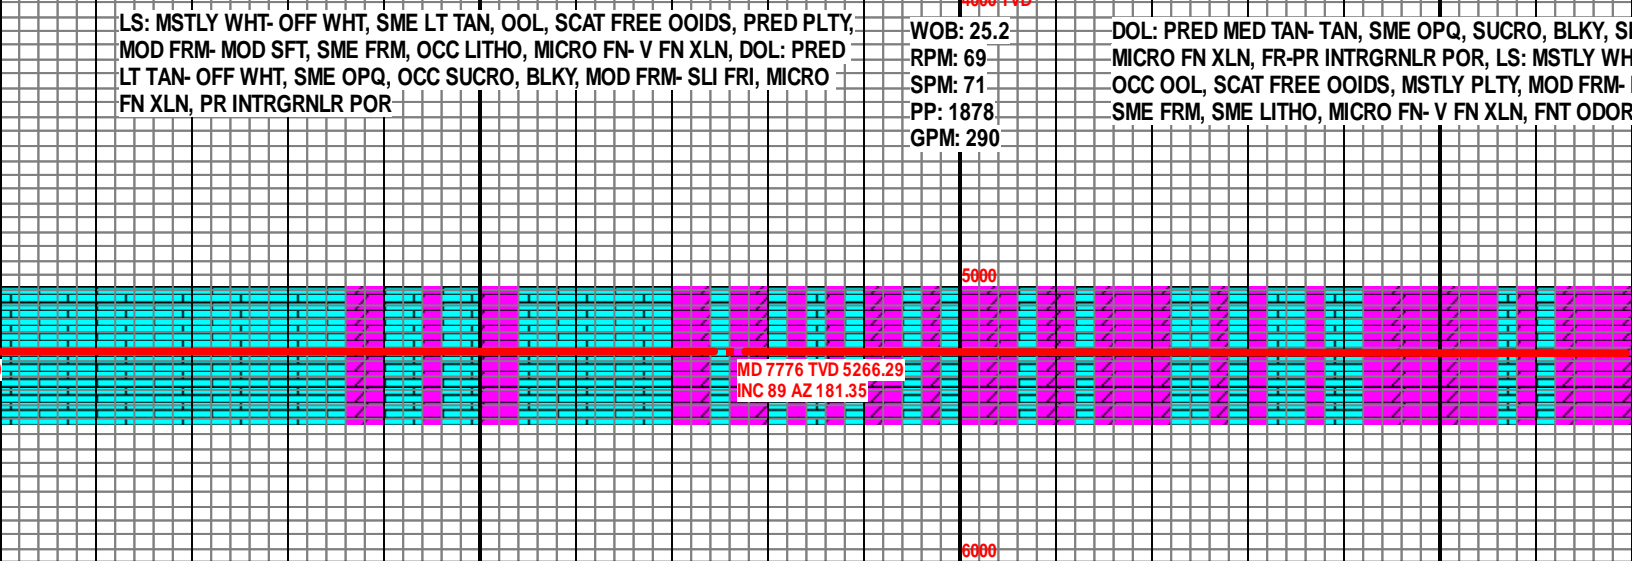 4000 TVD
LS: MSTLY WHT- OFF WHT, SME LT TAN, OOL, SCAT FREE OOIDS, PRED PLTY,
MOD FRM- MOD SFT, SME FRM, OCC LITHO, MICRO FN- V FN XLN, DOL: PRED
LT TAN- OFF WHT, SME OPQ, OCC SUCRO, BLKY, MOD FRM- SLI FRI, MICRO
FN XLN, PR INTRGRNLR POR
WOB: 25.2
RPM: 69
SPM: 71
PP: 1878
GPM: 290
DOL: PRED MED TAN- TAN, SME OPQ, SUCRO, BLKY,
MICRO FN XLN, FR-PR INTRGRNLR POR, LS: MSTLY
OCC OOL, SCAT FREE OOIDS, MSTLY PLTY, MOD FRM-
SME FRM, SME LITHO, MICRO FN- V FN XLN, FNT ODOR
5000
MD 7776 TVD 5266.29
INC 89 AZ 181.35
6000